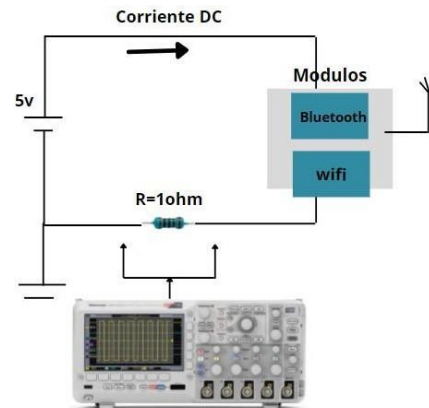 Corriente DC
Modulos
5v
Bluetooth
wifi
R=1ohm